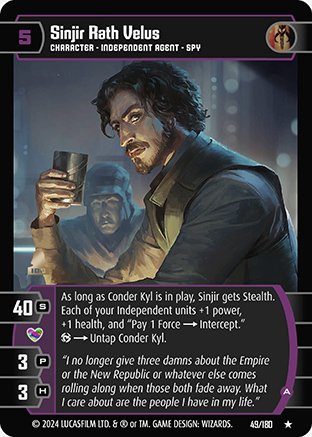 5
Sinjir Rath Velus
CHARACTER - INDEPENDENT AGENT - SPY
40 S
As long as Conder Kyl is in play, Sinjir gets Stealth.
Each of your Independent units +1 power,
+1 health, and “Pay 1 Force → Intercept.”
→ Untap Conder Kyl.
3 P
3 H
“I no longer give three damns about the Empire
or the New Republic or whatever else comes
rolling along when those both fade away. What
I care about are the people I have in my life.”
A
© 2024 LUCASFILM LTD. & ® OR TM. GAME DESIGN: WIZARDS.
49/180 ★